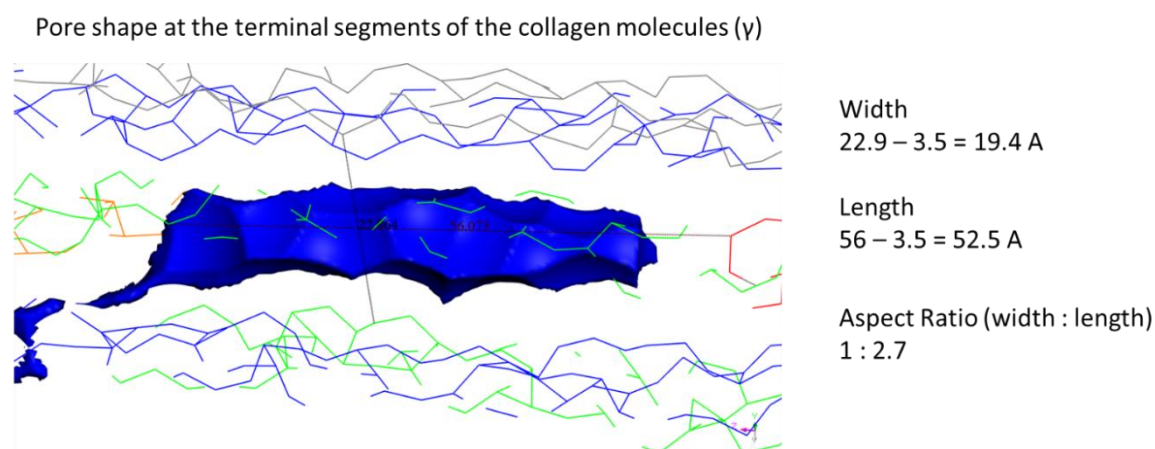 Pore shape at the terminal segments of the collagen molecules (γ)
Width
22.9 – 3.5 = 19.4 A
Length
56 – 3.5 = 52.5 A
Aspect Ratio (width : length)
1 : 2.7